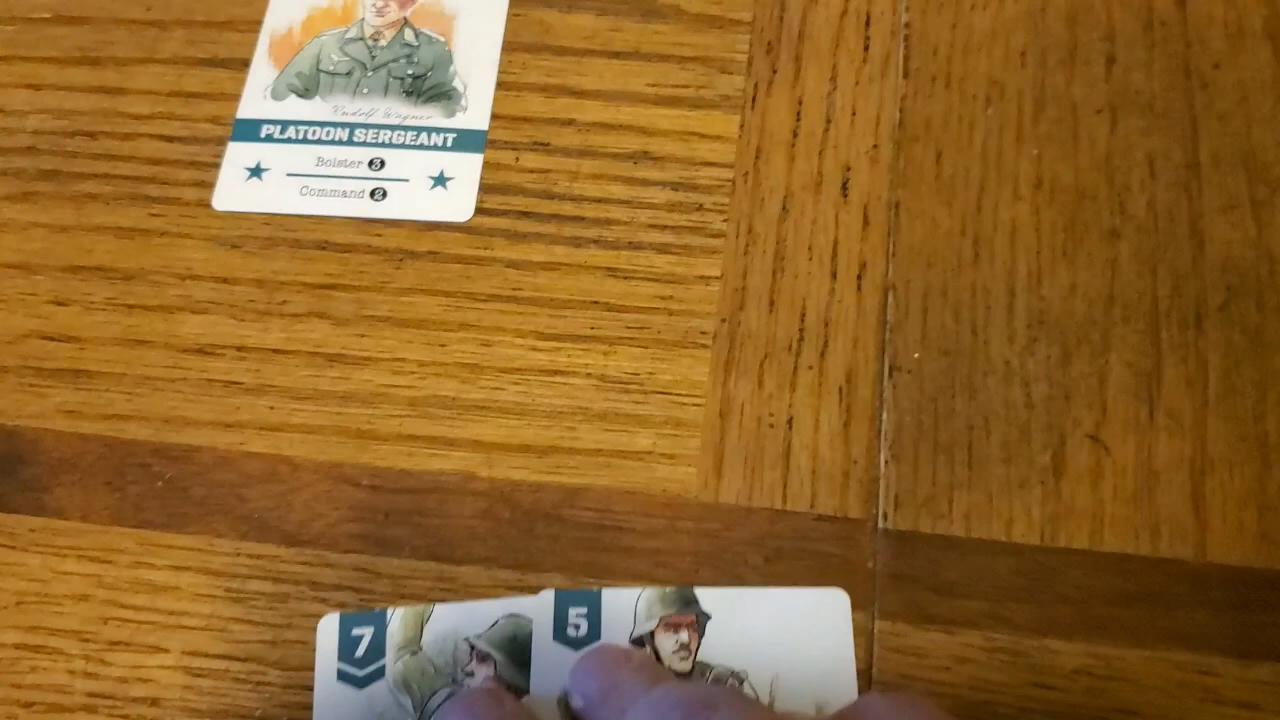 Rudolf Wagner
PLATOON SERGEANT
Bolster 3
Command 2
7
5